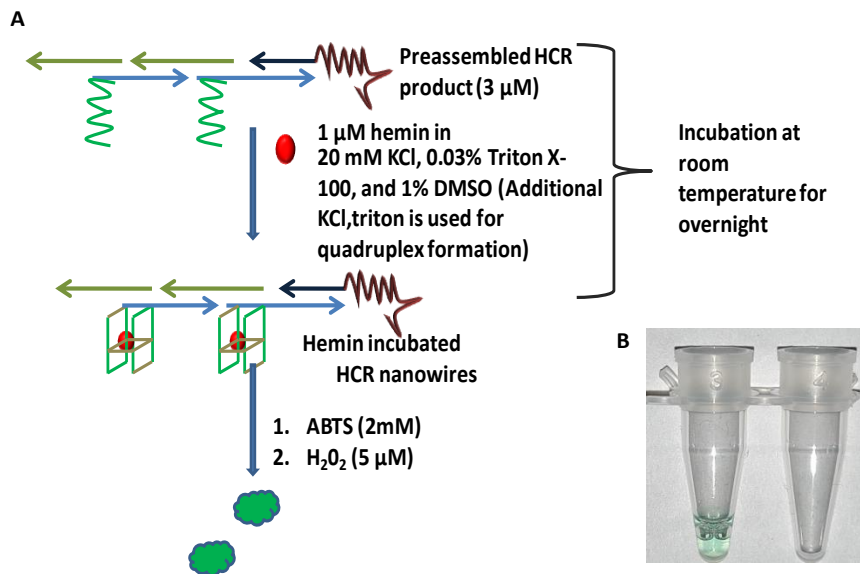 A
Preassembled HCR
product (3 μM)
1 μM hemin in
20 mM KCl, 0.03% Triton X-
100, and 1% DMSO (Additional
KCl,triton is used for
quadruplex formation)
Incubation at
room
temperature for
overnight
Hemin incubated
HCR nanowires
1. ABTS (2mM)
2. H₂0₂ (5 μM)
B
3
4